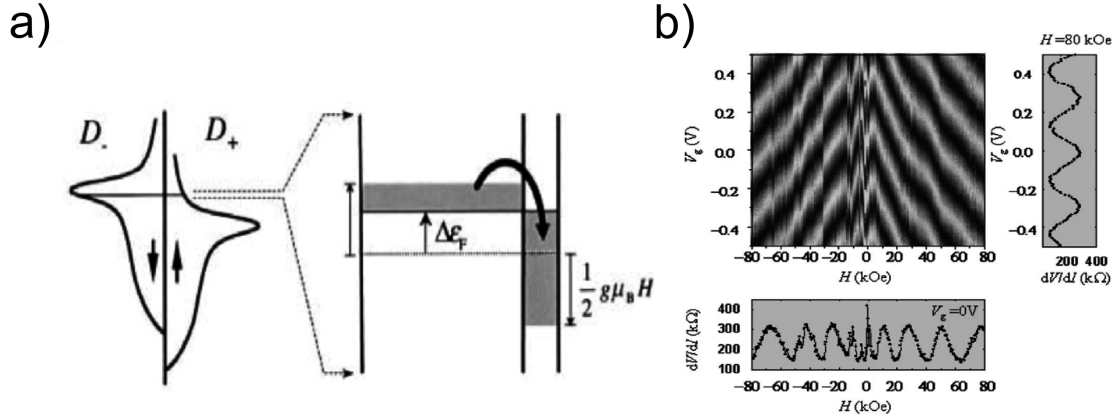 a)
D₋ D₊
Δε_F
1/2 gμ_B H
b)
H =80 kOe
0.4
0.2
0.0
−0.2
−0.4
V_g (V)
−80 −60 −40 −20 0 20 40 60 80
H (kOe)
0.4
0.2
0.0
−0.2
−0.4
V_g (V)
200 400
dV/dI (kΩ)
400
300
200
100
dV/dI (kΩ)
V_g =0V
−80 −60 −40 −20 0 20 40 60 80
H (kOe)